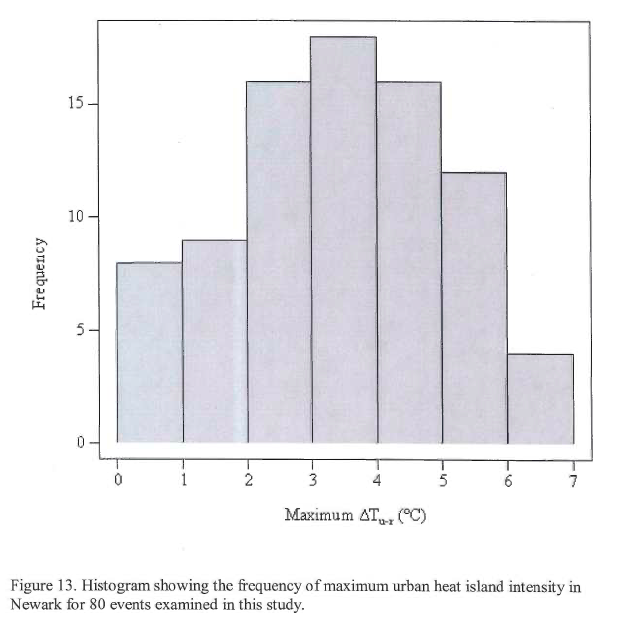 15
10
5
0
Frequency
0 1 2 3 4 5 6 7
Maximum ΔTu-r (°C)
Figure 13. Histogram showing the frequency of maximum urban heat island intensity in
Newark for 80 events examined in this study.